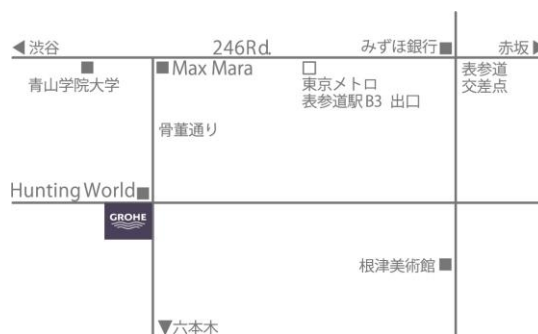 ◀渋谷
246Rd.
みずほ銀行■
赤坂▶
青山学院大学
■Max Mara
東京メトロ
表参道駅B3 出口
表参道
交差点
骨董通り
Hunting World■
GROHE
根津美術館■
▼六本木